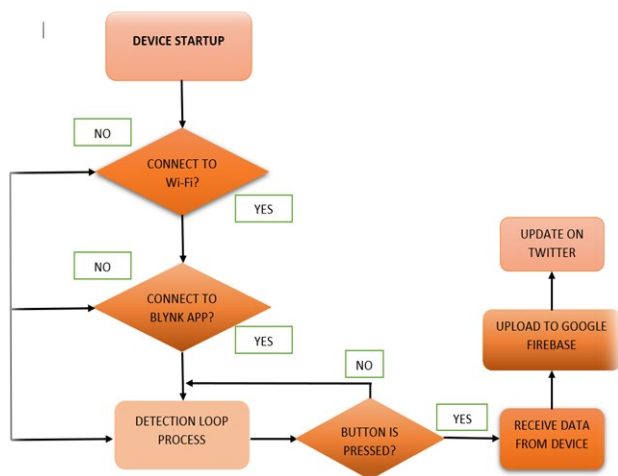 DEVICE STARTUP
NO
CONNECT TO
Wi-Fi?
YES
NO
CONNECT TO
BLYNK APP?
YES
UPDATE ON
TWITTER
UPLOAD TO GOOGLE
FIREBASE
NO
DETECTION LOOP
PROCESS
BUTTON IS
PRESSED?
YES
RECEIVE DATA
FROM DEVICE